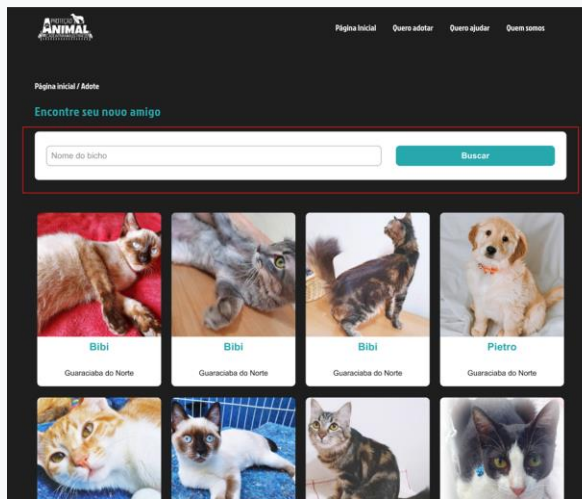 PROTEÇÃO
ANIMAL
Página Inicial Quero adotar Quero ajudar Quem somos
Página inicial / Adote
Encontre seu novo amigo
Nome do bicho Buscar
Bibi Bibi Bibi Pietro
Guaraciaba do Norte Guaraciaba do Norte Guaraciaba do Norte Guaraciaba do Norte